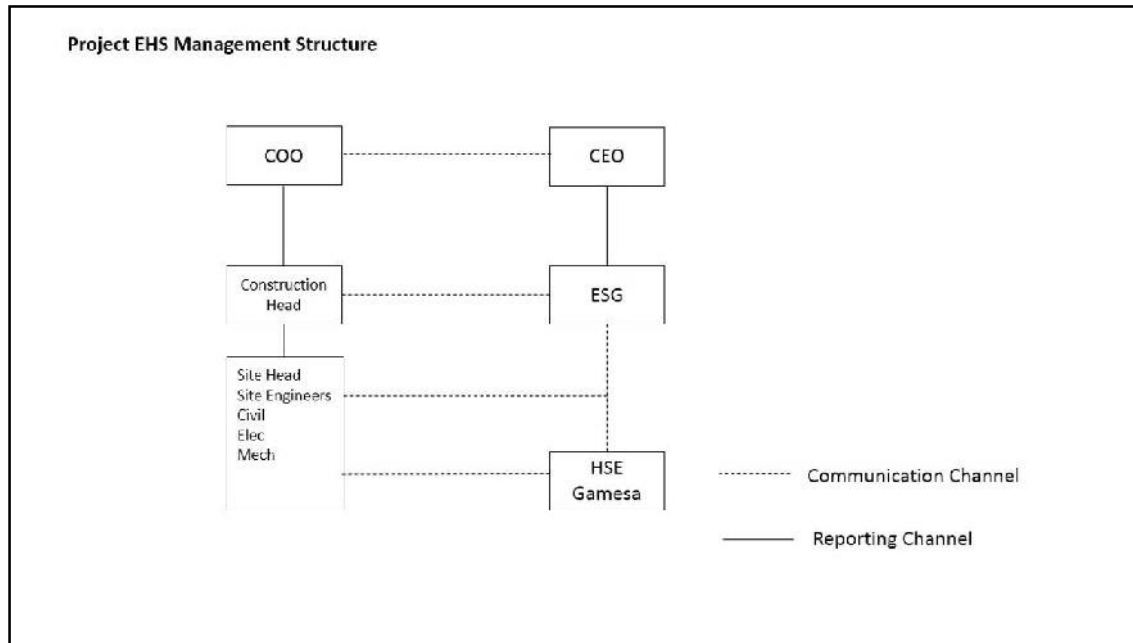 Project EHS Management Structure
COO
CEO
Construction
Head
ESG
Site Head
Site Engineers
Civil
Elec
Mech
HSE
Gamesa
Communication Channel
Reporting Channel